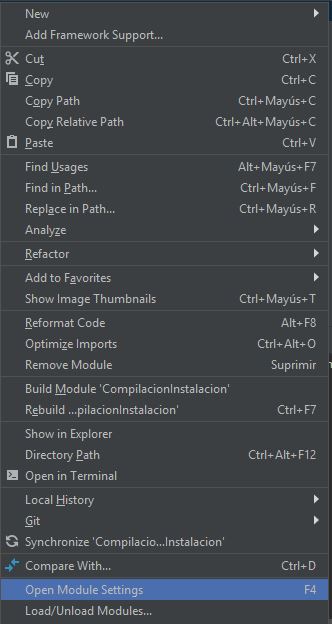 New
Add Framework Support...
Cut Ctrl+X
Copy Ctrl+C
Copy Path Ctrl+Mayús+C
Copy Relative Path Ctrl+Alt+Mayús+C
Paste Ctrl+V
Find Usages Alt+Mayús+F7
Find in Path... Ctrl+Mayús+F
Replace in Path... Ctrl+Mayús+R
Analyze
Refactor
Add to Favorites
Show Image Thumbnails Ctrl+Mayús+T
Reformat Code Alt+F8
Optimize Imports Ctrl+Alt+O
Remove Module Suprimir
Build Module 'CompilacionInstalacion'
Rebuild ...pilacionInstalacion' Ctrl+F7
Show in Explorer
Directory Path Ctrl+Alt+F12
Open in Terminal
Local History
Git
Synchronize 'Compilacio...Instalacion'
Compare With... Ctrl+D
Open Module Settings F4
Load/Unload Modules...